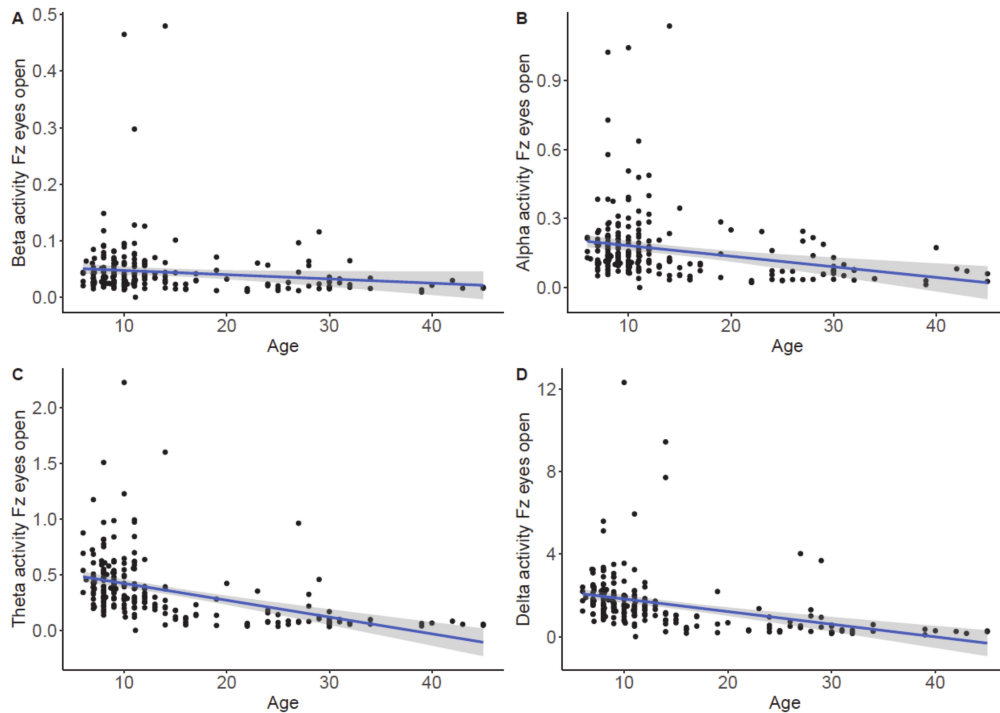 A
Beta activity Fz eyes open
0.5
0.4
0.3
0.2
0.1
0.0
10 20 30 40
Age
B
Alpha activity Fz eyes open
0.9
0.6
0.3
0.0
10 20 30 40
Age
C
Theta activity Fz eyes open
2.0
1.5
1.0
0.5
0.0
10 20 30 40
Age
D
Delta activity Fz eyes open
12
8
4
0
10 20 30 40
Age